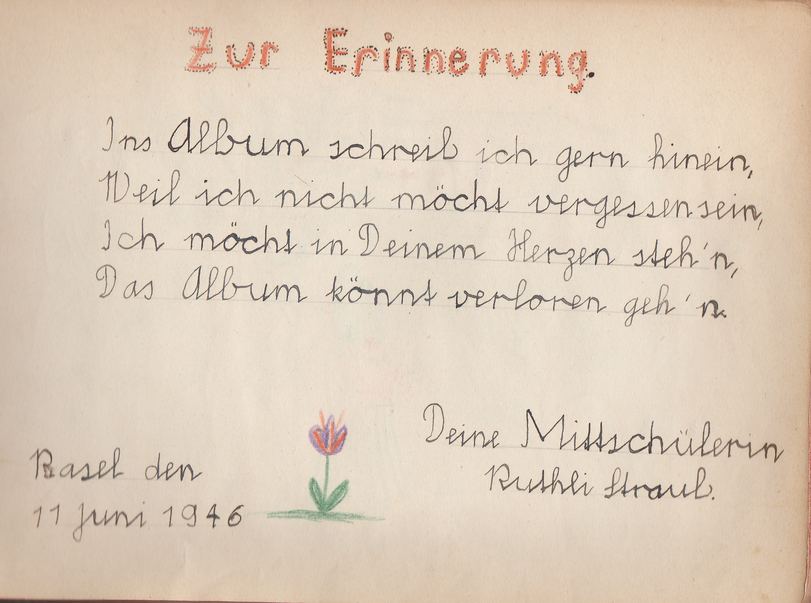 Zur Erinnerung.
Ins Album schreib ich gern hinein,
Weil ich nicht möcht vergessen sein,
Ich möcht in Deinem Herzen steh'n,
Das Album könnt verloren geh'n.
Deine Mittschülerin
Ruthli Straub.
Basel den
11 Juni 1946